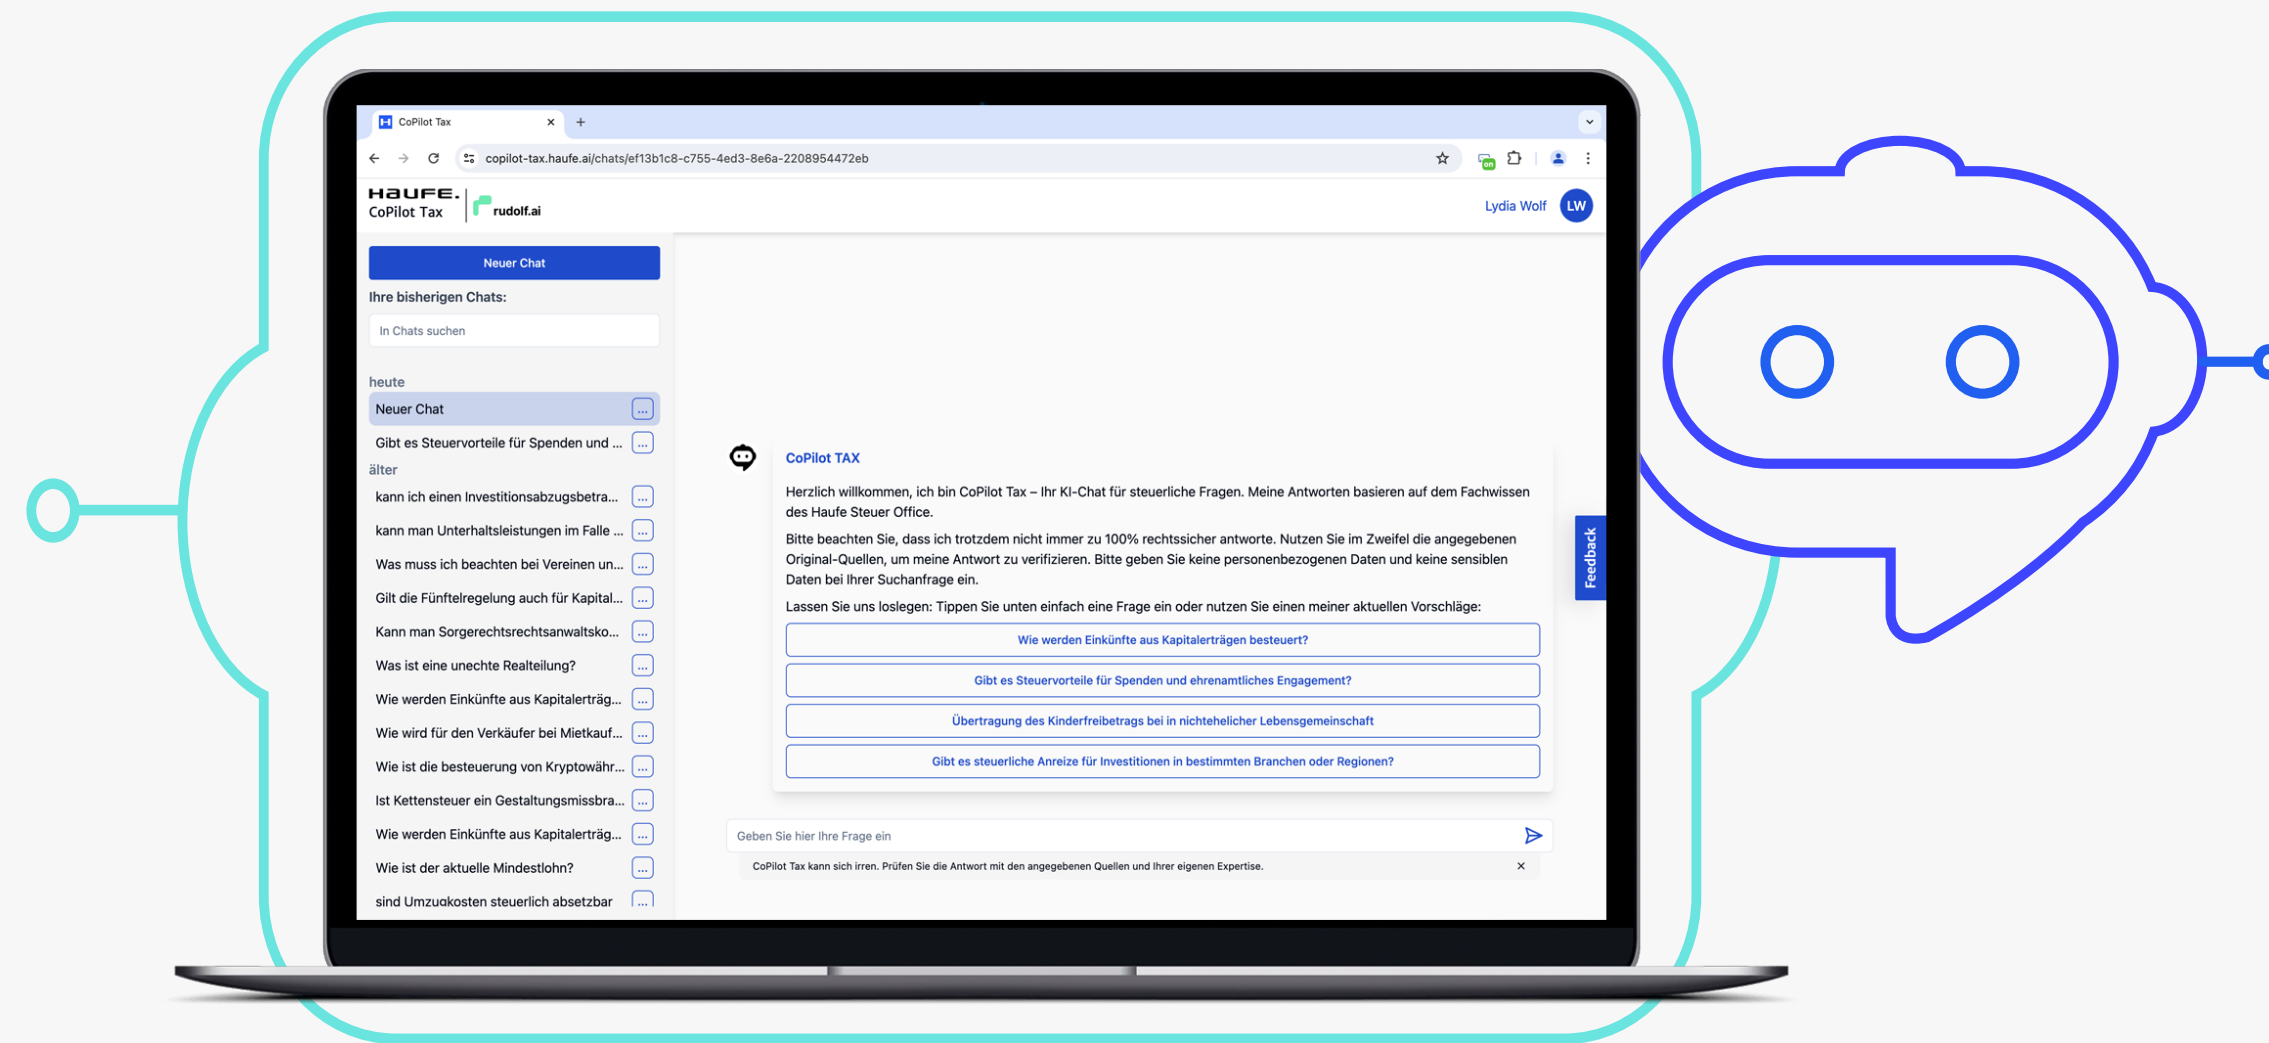 CoPilot Tax
copilot-tax.haufe.ai/chats/ef13b1c8-c755-4ed3-8e6a-2208954472eb
on
HAUFE.
CoPilot Tax
rudolf.ai
Lydia Wolf
LW
Neuer Chat
Ihre bisherigen Chats:
In Chats suchen
heute
Neuer Chat
...
Gibt es Steuervorteile für Spenden und ...
...
älter
kann ich einen Investitionsabzugsbetra...
...
kann man Unterhaltsleistungen im Falle ...
...
Was muss ich beachten bei Vereinen un...
...
Gilt die Fünftelregelung auch für Kapital...
...
Kann man Sorgerechtsrechtsanwaltsko...
...
Was ist eine unechte Realteilung?
...
Wie werden Einkünfte aus Kapitalerträg...
...
Wie wird für den Verkäufer bei Mietkauf...
...
Wie ist die besteuerung von Kryptowähr...
...
Ist Kettensteuer ein Gestaltungsmissbra...
...
Wie werden Einkünfte aus Kapitalerträg...
...
Wie ist der aktuelle Mindestlohn?
...
sind Umzugkosten steuerlich absetzbar
...
CoPilot TAX
Herzlich willkommen, ich bin CoPilot Tax – Ihr KI-Chat für steuerliche Fragen. Meine Antworten basieren auf dem Fachwissen
des Haufe Steuer Office.
Bitte beachten Sie, dass ich trotzdem nicht immer zu 100% rechtssicher antworte. Nutzen Sie im Zweifel die angegebenen
Original-Quellen, um meine Antwort zu verifizieren. Bitte geben Sie keine personenbezogenen Daten und keine sensiblen
Daten bei Ihrer Suchanfrage ein.
Lassen Sie uns loslegen: Tippen Sie unten einfach eine Frage ein oder nutzen Sie einen meiner aktuellen Vorschläge:
Wie werden Einkünfte aus Kapitalerträgen besteuert?
Gibt es Steuervorteile für Spenden und ehrenamtliches Engagement?
Übertragung des Kinderfreibetrags bei in nichtehelicher Lebensgemeinschaft
Gibt es steuerliche Anreize für Investitionen in bestimmten Branchen oder Regionen?
Feedback
Geben Sie hier Ihre Frage ein
CoPilot Tax kann sich irren. Prüfen Sie die Antwort mit den angegebenen Quellen und Ihrer eigenen Expertise.